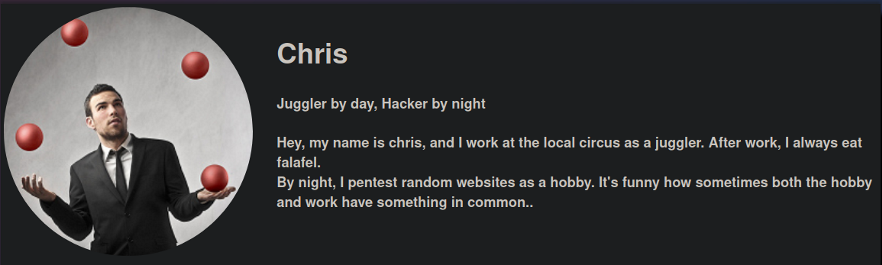 Chris
Juggler by day, Hacker by night
Hey, my name is chris, and I work at the local circus as a juggler. After work, I always eat
falafel.
By night, I pentest random websites as a hobby. It's funny how sometimes both the hobby
and work have something in common..